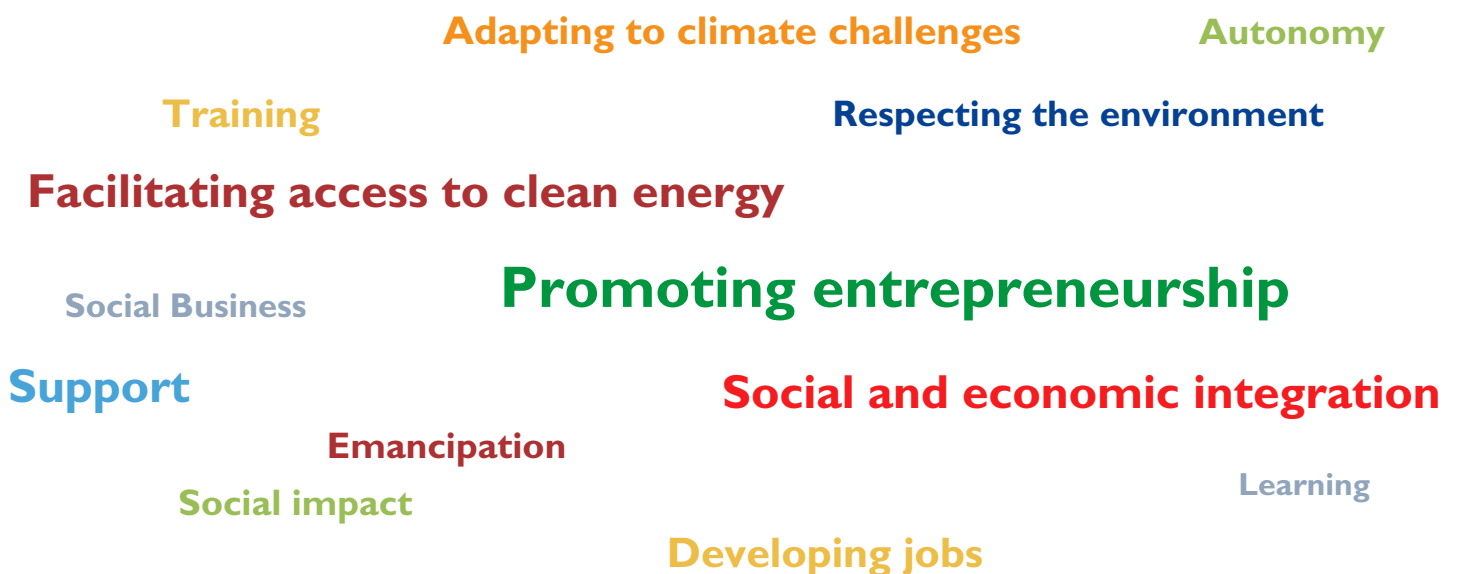 Adapting to climate challenges
Autonomy
Training
Respecting the environment
Facilitating access to clean energy
Promoting entrepreneurship
Social Business
Support
Social and economic integration
Emancipation
Learning
Social impact
Developing jobs